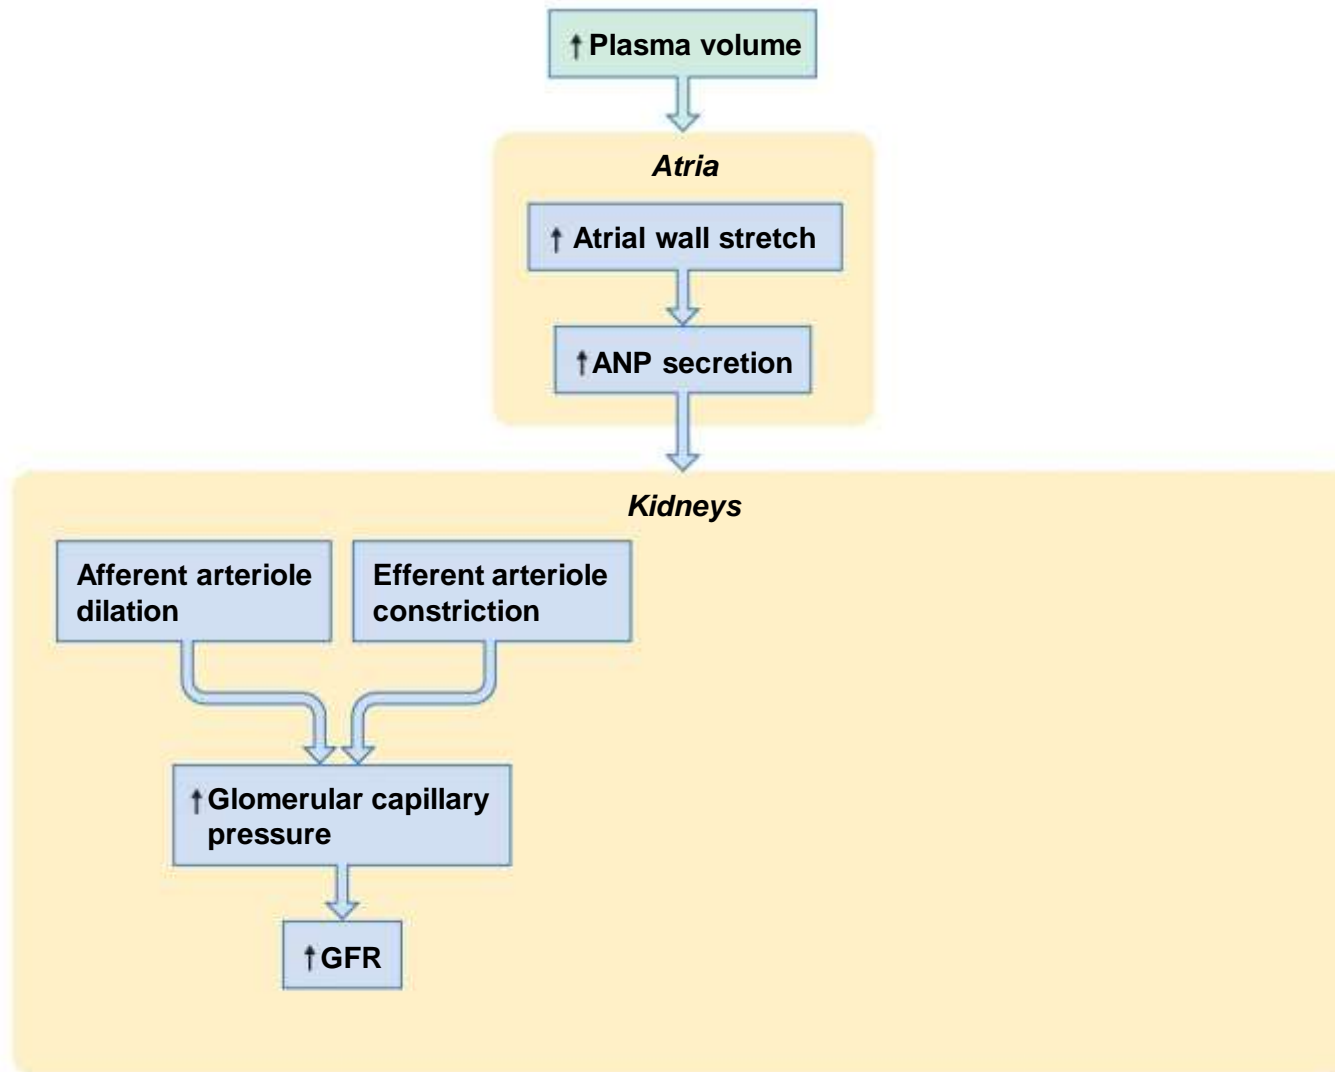 ↑ Plasma volume
Atria
↑ Atrial wall stretch
↑ ANP secretion
Kidneys
Afferent arteriole
dilation
Efferent arteriole
constriction
↑ Glomerular capillary
pressure
↑ GFR